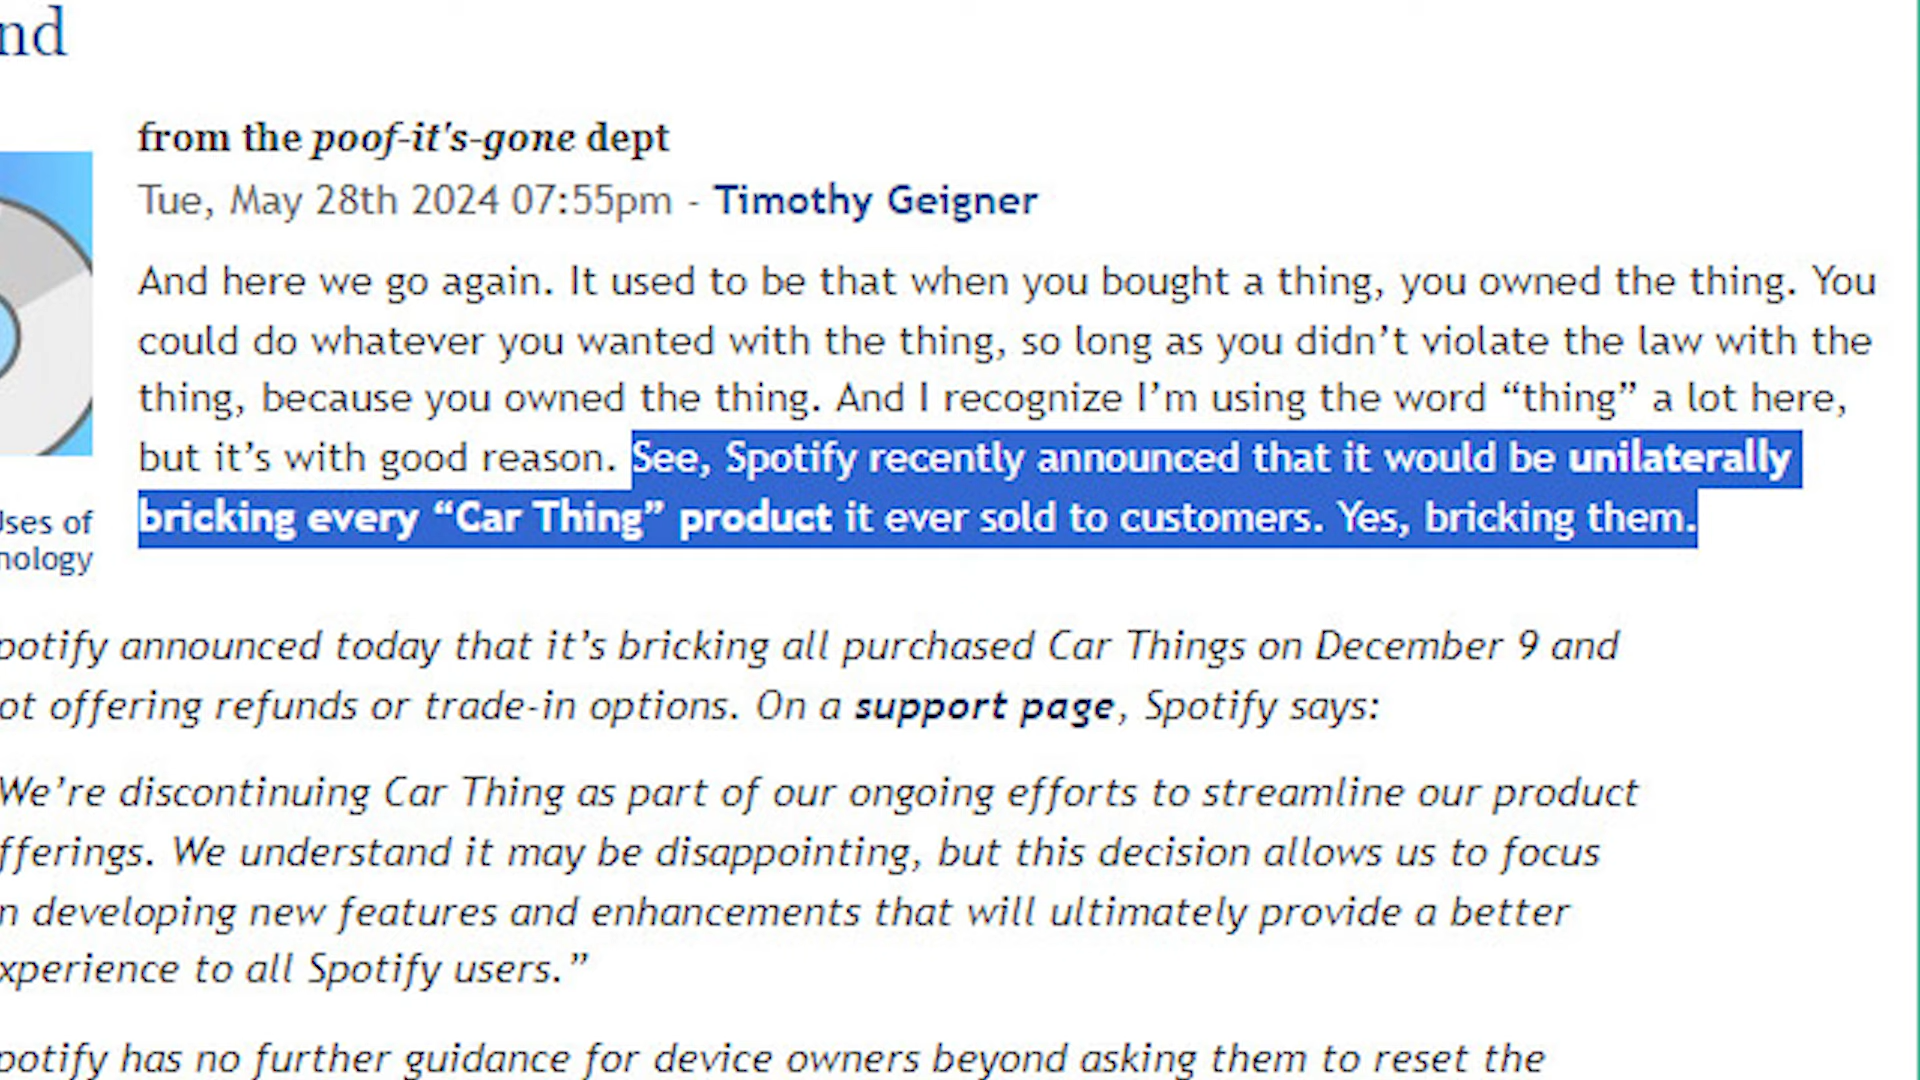 nd
from the poof-it's-gone dept
Tue, May 28th 2024 07:55pm - Timothy Geigner
And here we go again. It used to be that when you bought a thing, you owned the thing. You
could do whatever you wanted with the thing, so long as you didn’t violate the law with the
thing, because you owned the thing. And I recognize I’m using the word “thing” a lot here,
but it’s with good reason. See, Spotify recently announced that it would be unilaterally
bricking every “Car Thing” product it ever sold to customers. Yes, bricking them.
Uses of
nology
potify announced today that it’s bricking all purchased Car Things on December 9 and
ot offering refunds or trade-in options. On a support page, Spotify says:
We’re discontinuing Car Thing as part of our ongoing efforts to streamline our product
fferings. We understand it may be disappointing, but this decision allows us to focus
n developing new features and enhancements that will ultimately provide a better
xperience to all Spotify users.”
potify has no further guidance for device owners beyond asking them to reset the